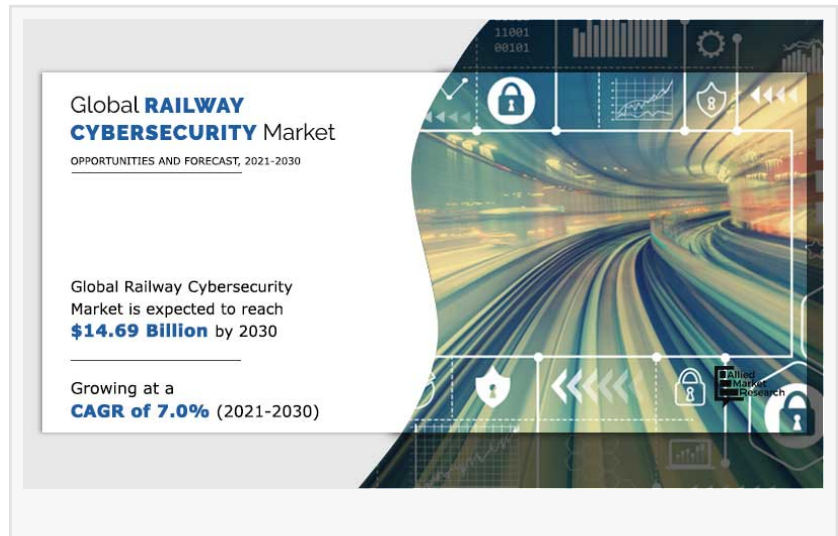 Global RAILWAY
CYBERSECURITY Market
OPPORTUNITIES AND FORECAST, 2021-2030
Global Railway Cybersecurity
Market is expected to reach
$14.69 Billion by 2030
Growing at a
CAGR of 7.0% (2021-2030)
11001
00101
Allied
Market
Research